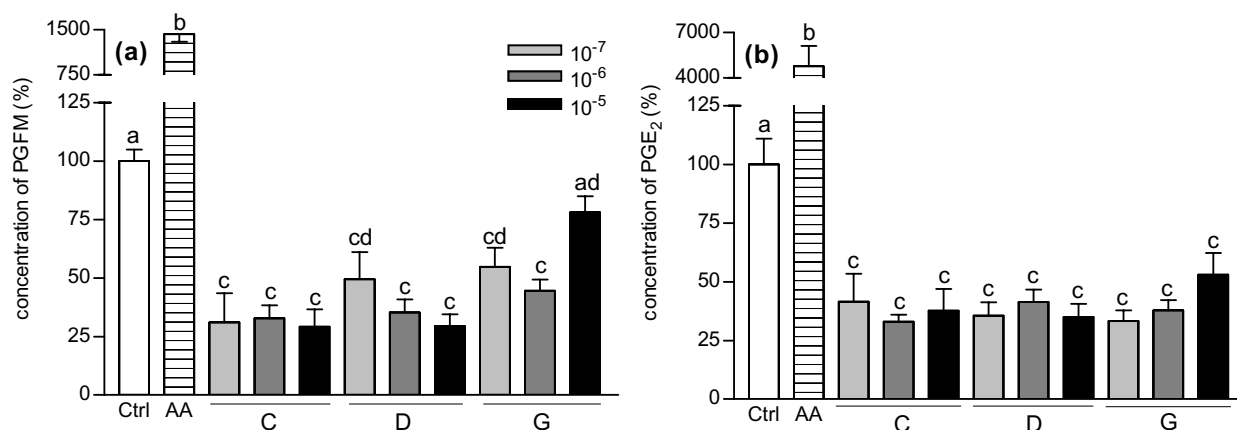 (a)
concentration of PGFM (%)
1500
750
125
100
75
50
25
0
a
b
c
c
c
cd
c
c
cd
c
ad
10⁻⁷
10⁻⁶
10⁻⁵
Ctrl
AA
C
D
G
(b)
concentration of PGE₂ (%)
7000
4000
125
100
75
50
25
0
a
b
c
c
c
c
c
c
c
c
c
Ctrl
AA
C
D
G